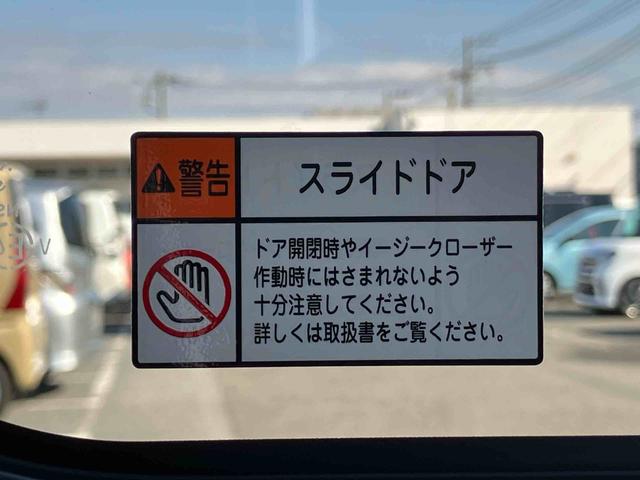 警告
スライドドア
ドア開閉時やイージークローザー
作動時にはさまれないよう
十分注意してください。
詳しくは取扱書をご覧ください。